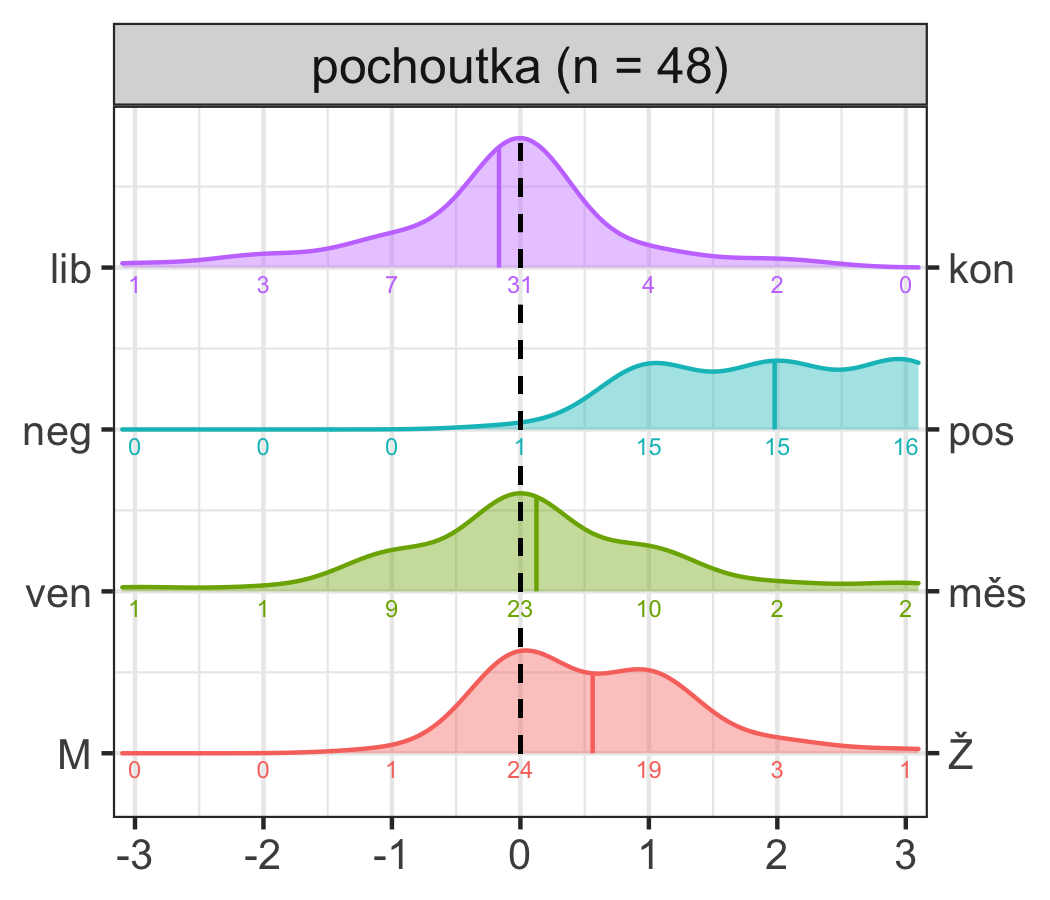 pochoutka (n = 48)
lib kon
1 3 7 31 4 2 0
neg pos
0 0 0 1 15 15 16
ven měs
1 1 9 23 10 2 2
M Ž
0 0 1 24 19 3 1
-3 -2 -1 0 1 2 3